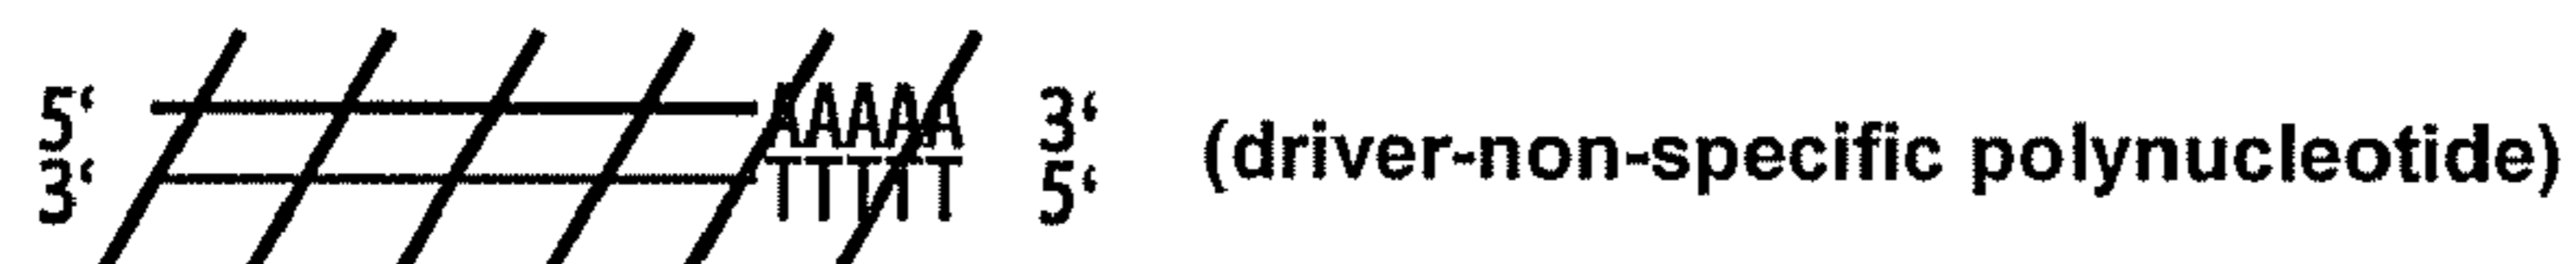 5‘ AAAAA 3‘ (driver-non-specific polynucleotide)
3‘ TTTTT 5‘